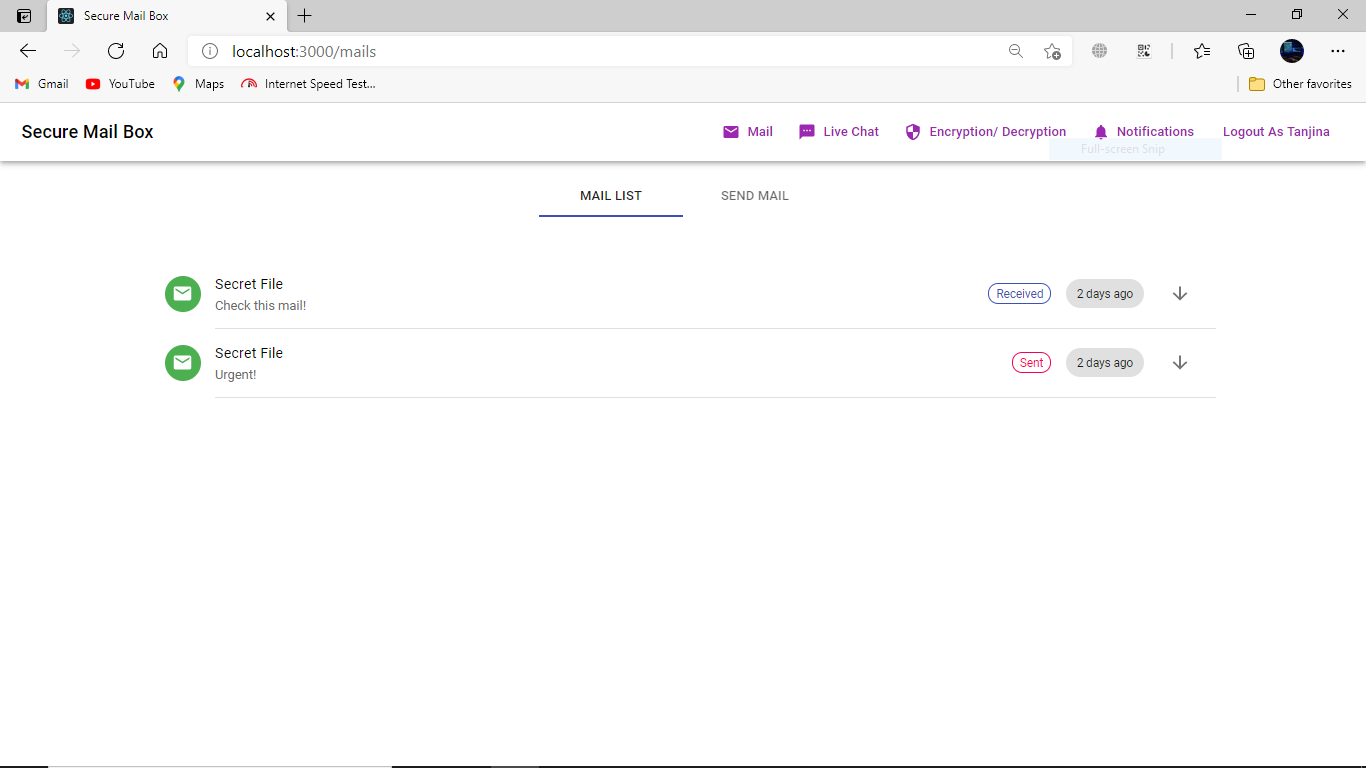 Secure Mail Box
localhost:3000/mails
Gmail YouTube Maps Internet Speed Test... Other favorites
Secure Mail Box Mail Live Chat Encryption/ Decryption Notifications Logout As Tanjina
Full-screen Snip
MAIL LIST SEND MAIL
Secret File
Check this mail!
Received 2 days ago
Secret File
Urgent!
Sent 2 days ago